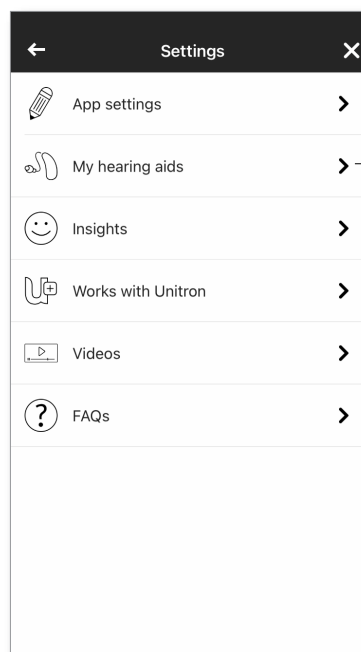 Settings
App settings
My hearing aids
Insights
Works with Unitron
Videos
FAQs